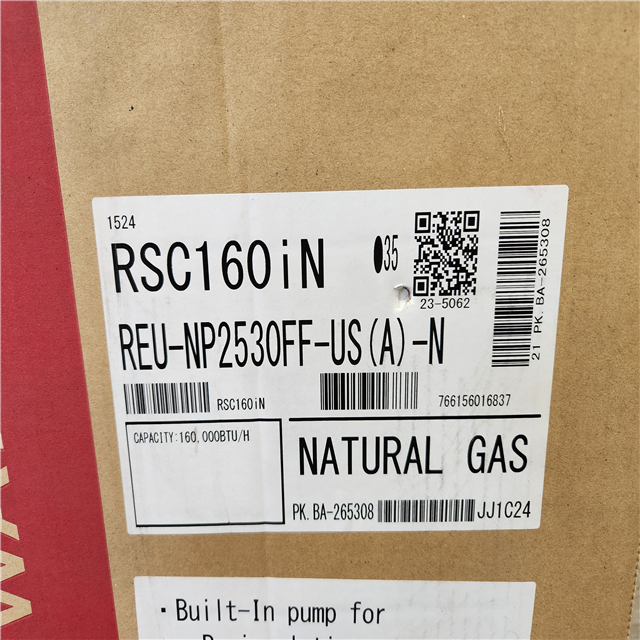 1524
RSC160iN
35
23-5062
21 PK. BA-265308
REU-NP2530FF-US(A)-N
RSC160iN
766156016837
CAPACITY:160,000BTU/H
NATURAL GAS
PK. BA-265308
JJ1C24
· Built-In pump for
WA